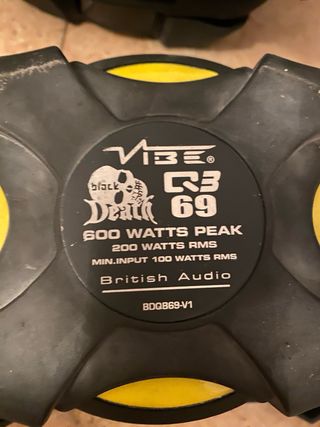 VIBE®
black Death
QB
69
600 WATTS PEAK
200 WATTS RMS
MIN.INPUT 100 WATTS RMS
British Audio
BDQB69-V1